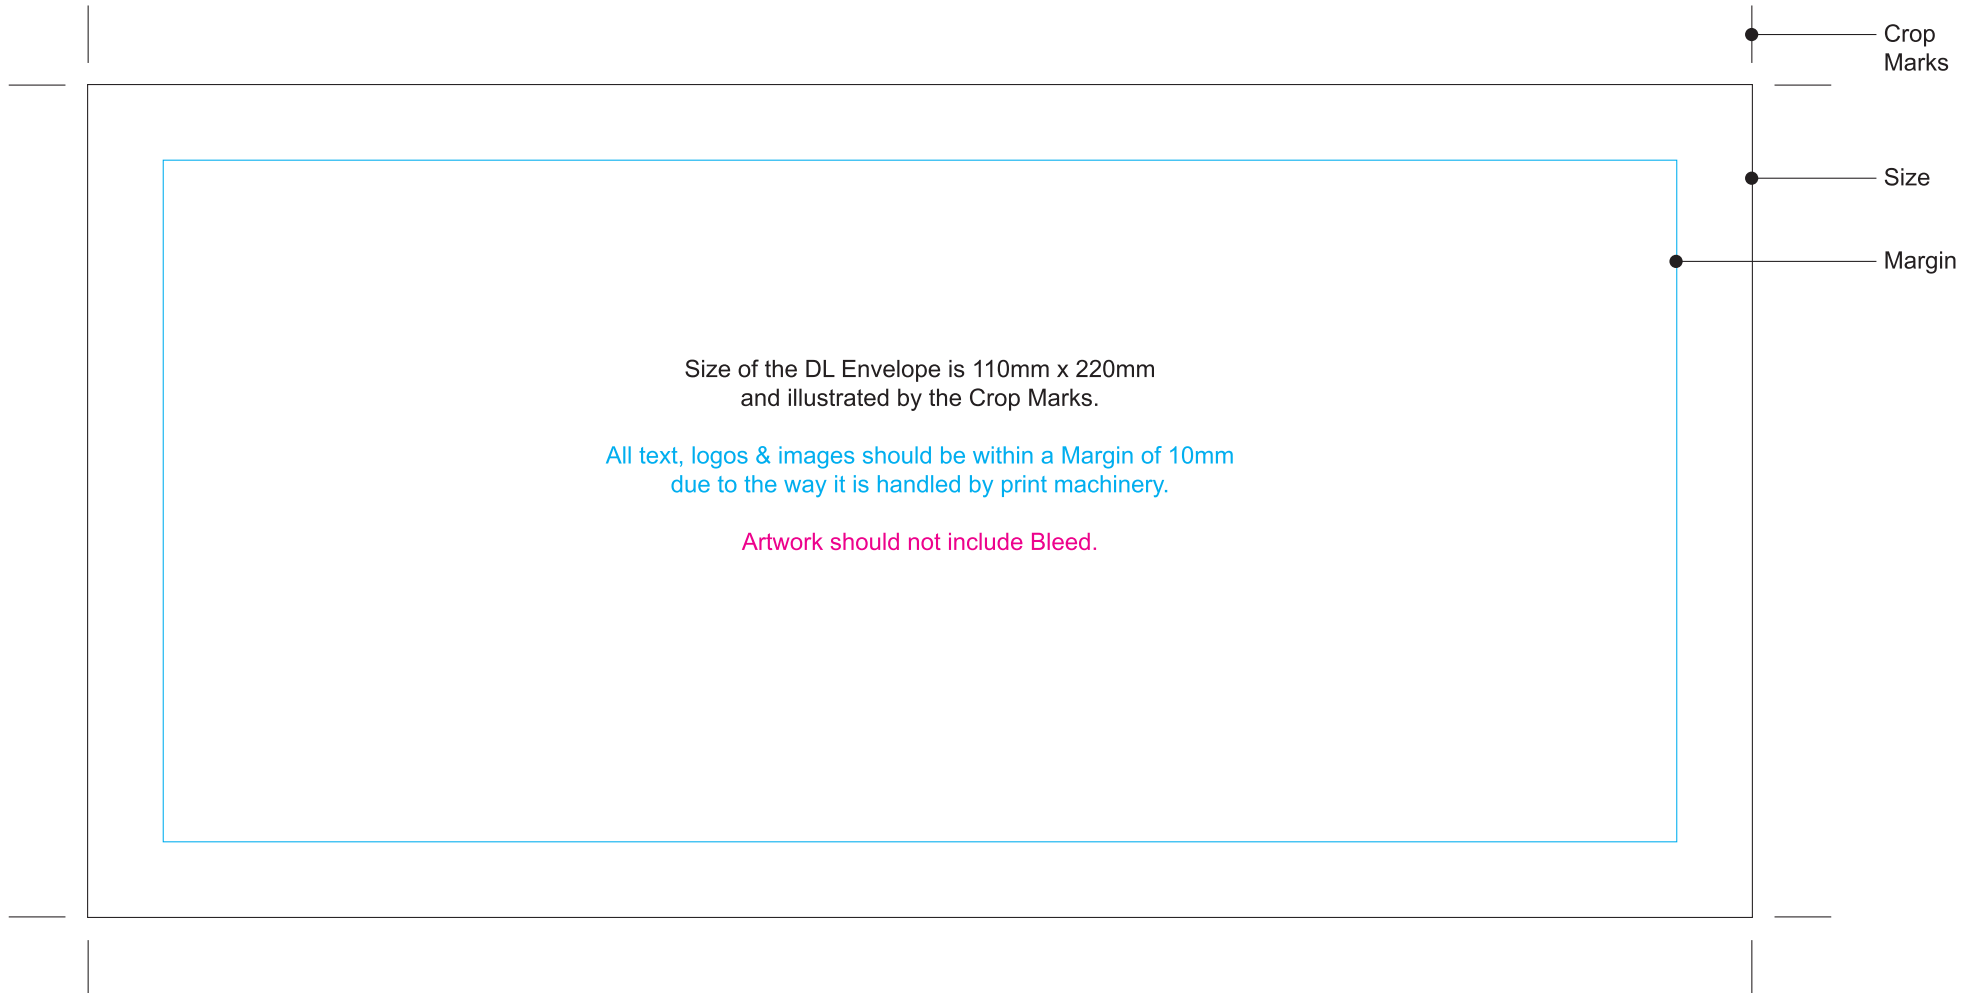 Crop
Marks
Size
Margin
Size of the DL Envelope is 110mm x 220mm
and illustrated by the Crop Marks.
All text, logos & images should be within a Margin of 10mm
due to the way it is handled by print machinery.
Artwork should not include Bleed.